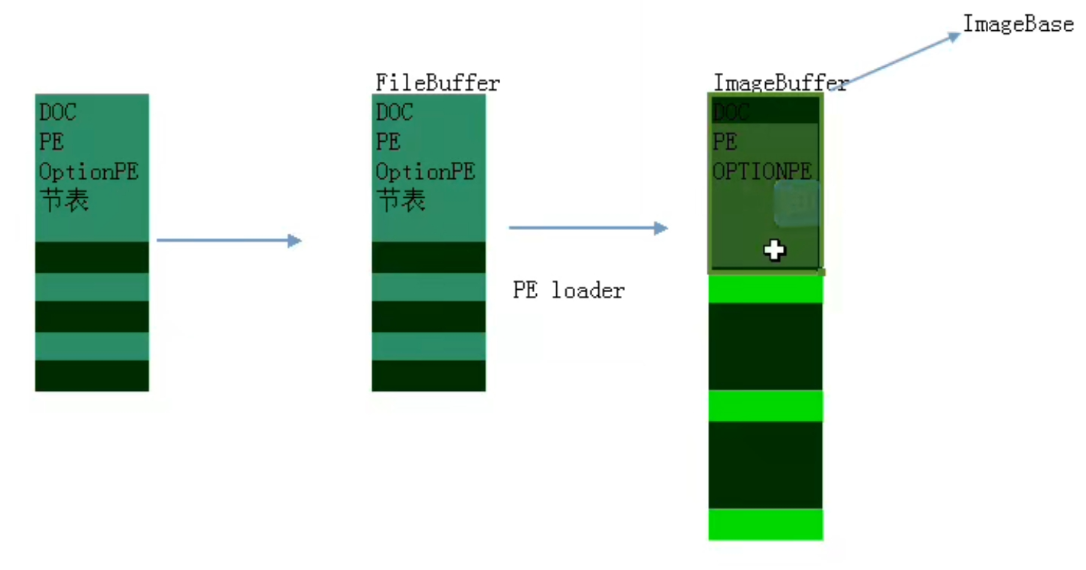 ImageBase
FileBuffer
ImageBuffer
DOC
PE
OptionPE
节表
DOC
PE
OptionPE
节表
DOC
PE
OPTIONPE
PE loader